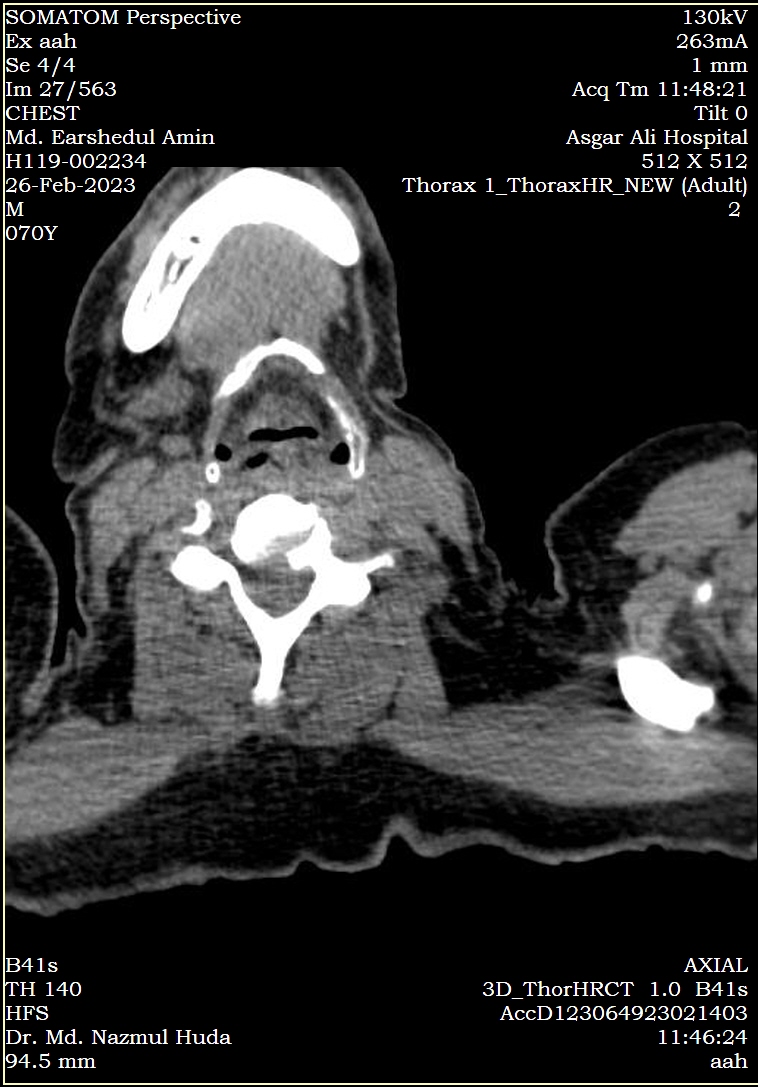 SOMATOM Perspective
Ex aah
Se 4/4
Im 27/563
CHEST
Md. Earshedul Amin
H119-002234
26-Feb-2023
M
070Y
130kV
263mA
1 mm
Acq Tm 11:48:21
Tilt 0
Asgar Ali Hospital
512 X 512
Thorax 1_ThoraxHR_NEW (Adult)
2
B41s
TH 140
HFS
Dr. Md. Nazmul Huda
94.5 mm
AXIAL
3D_ThorHRCT 1.0 B41s
AccD123064923021403
11:46:24
aah